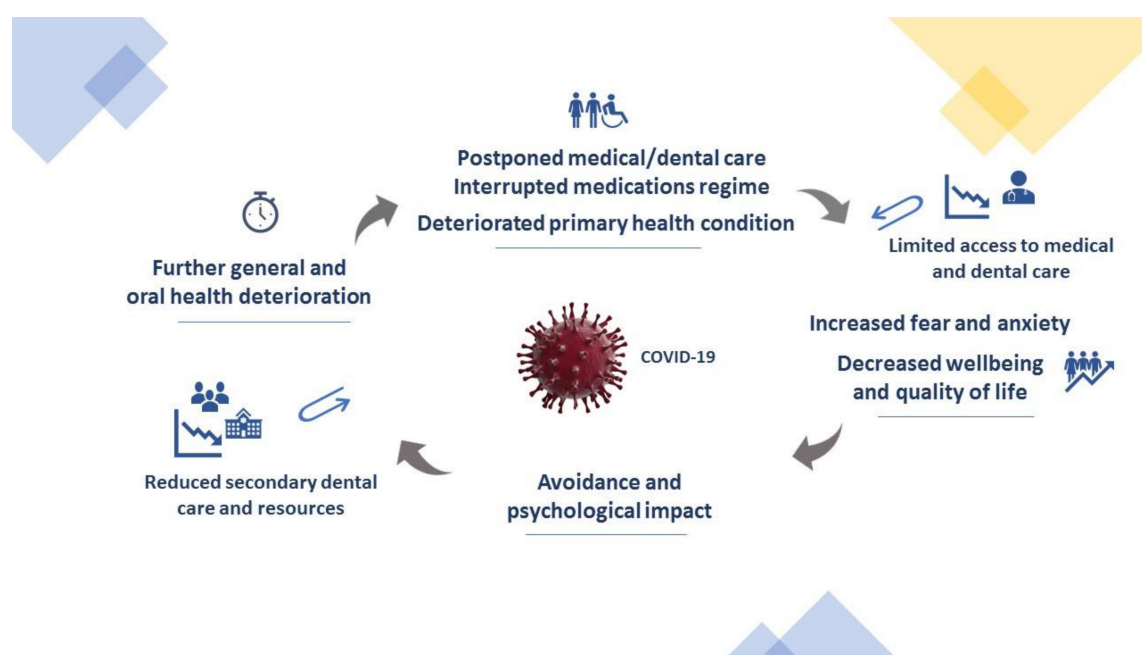 Postponed medical/dental care
Interrupted medications regime
Deteriorated primary health condition
Limited access to medical
and dental care
Increased fear and anxiety
Decreased wellbeing
and quality of life
Avoidance and
psychological impact
Reduced secondary dental
care and resources
Further general and
oral health deterioration
COVID-19